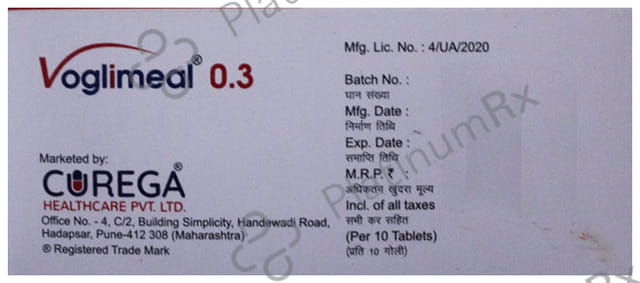 Voglimeal® 0.3
Marketed by:
CUREGA®
HEALTHCARE PVT. LTD.
Office No. - 4, C/2, Building Simplicity, Handewadi Road,
Hadapsar, Pune-412 308 (Maharashtra)
® Registered Trade Mark
Mfg. Lic. No. : 4/UA/2020
Batch No. :
घान संख्या
Mfg. Date :
निर्माण तिथि
Exp. Date :
समाप्ति तिथि
M.R.P. ₹ :
अधिकतम खुदरा मूल्य
Incl. of all taxes
सभी कर सहित
(Per 10 Tablets)
(प्रति 10 गोली)
PlatinumRx